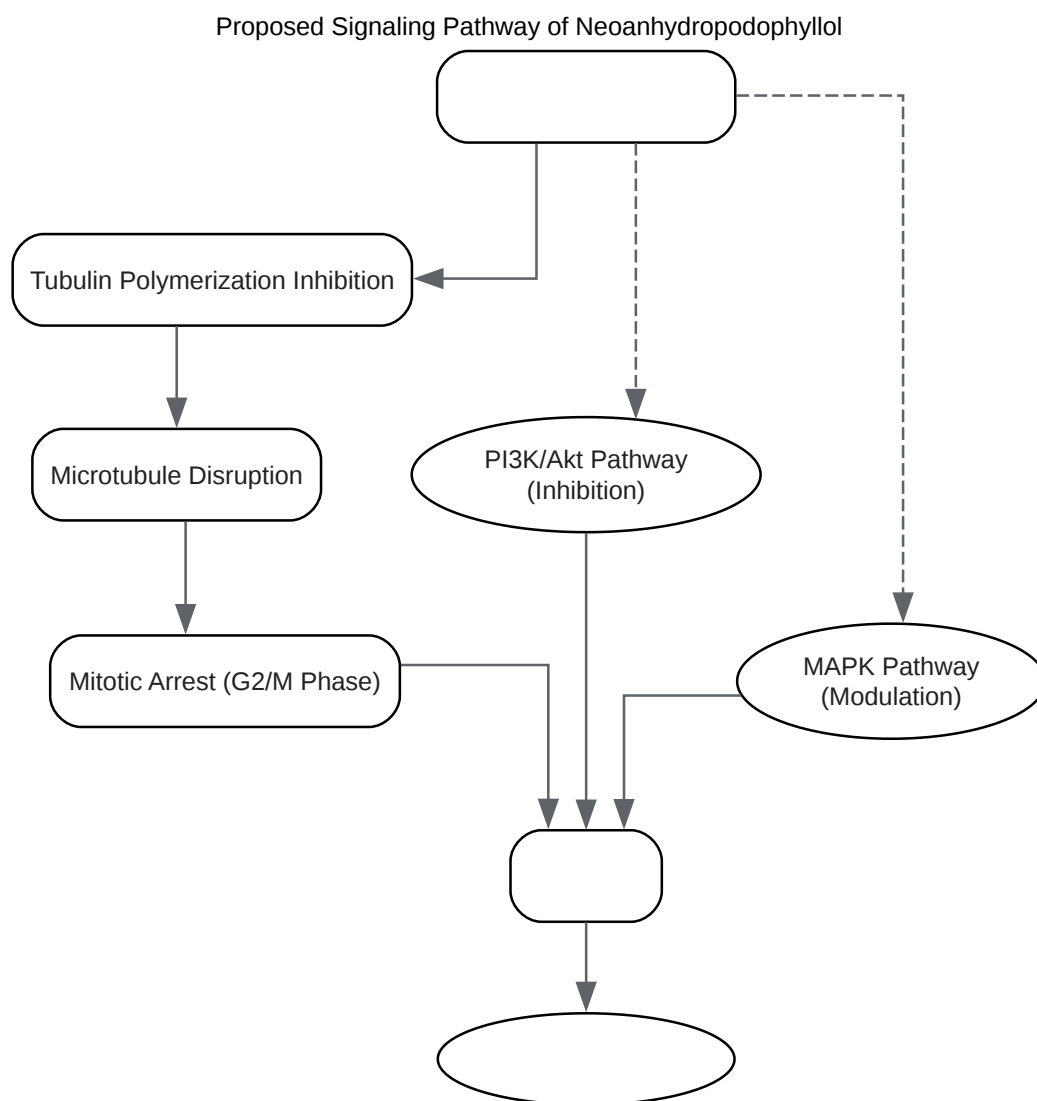 Proposed Signaling Pathway of Neoanhydropodophyllol
Tubulin Polymerization Inhibition
Microtubule Disruption
PI3K/Akt Pathway
(Inhibition)
Mitotic Arrest (G2/M Phase)
MAPK Pathway
(Modulation)